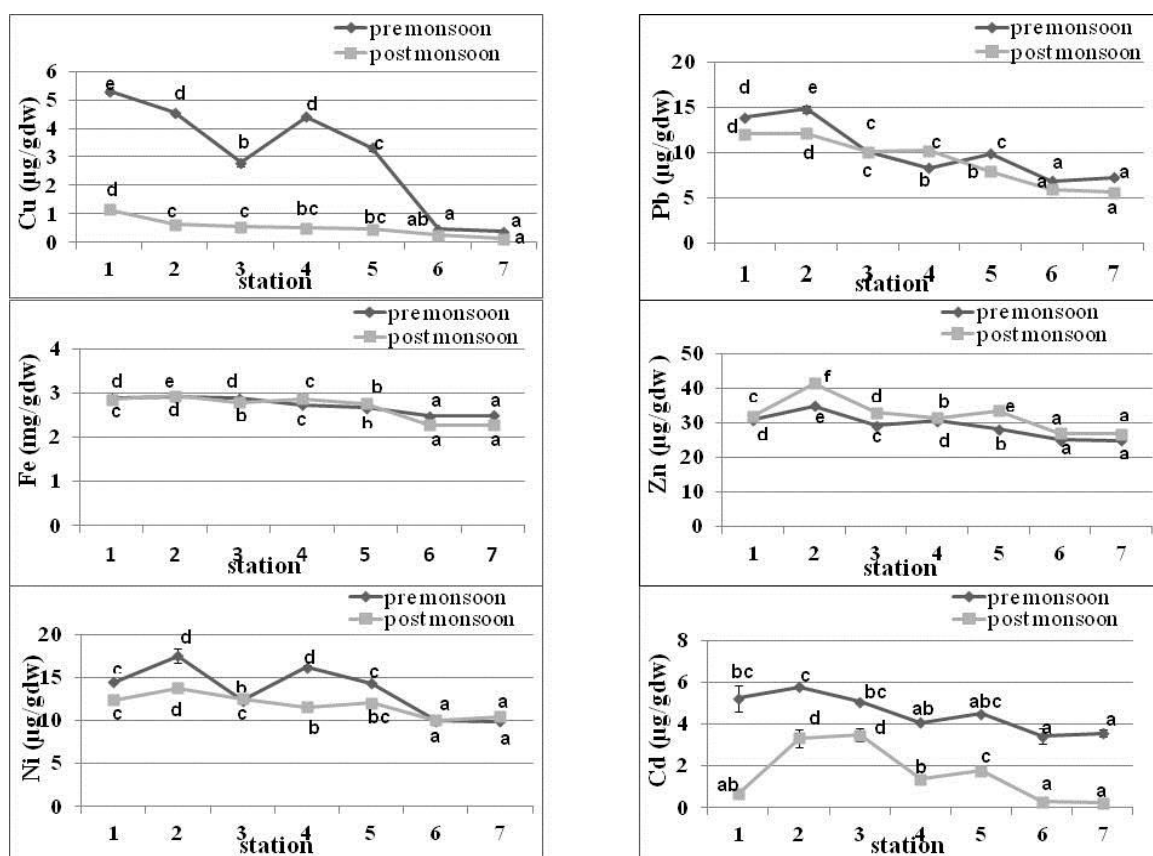 premonsoon
postmonsoon
Cu (µg/gdw)
6
5
4
3
2
1
0
e
d
b
d
c
a
a
d
c
c
bc
bc
ab
a
1 2 3 4 5 6 7
station
premonsoon
postmonsoon
Pb (µg/gdw)
20
15
10
5
0
d
e
c
b
c
a
a
d
d
c
c
b
a
a
1 2 3 4 5 6 7
station
premonsoon
postmonsoon
Fe (mg/gdw)
4
3
2
1
0
d e d c b a a
c d b c b a a
1 2 3 4 5 6 7
station
premonsoon
postmonsoon
Zn (µg/gdw )
50
40
30
20
10
0
c f d b e a a
d e c d b a a
1 2 3 4 5 6 7
station
premonsoon
postmonsoon
Ni (µg/gdw)
20
15
10
5
0
c d b d c a a
c d c b bc a a
1 2 3 4 5 6 7
station
premonsoon
postmonsoon
Cd (µg/gdw)
8
6
4
2
0
bc c bc ab abc a a
ab d d b c a a
1 2 3 4 5 6 7
station